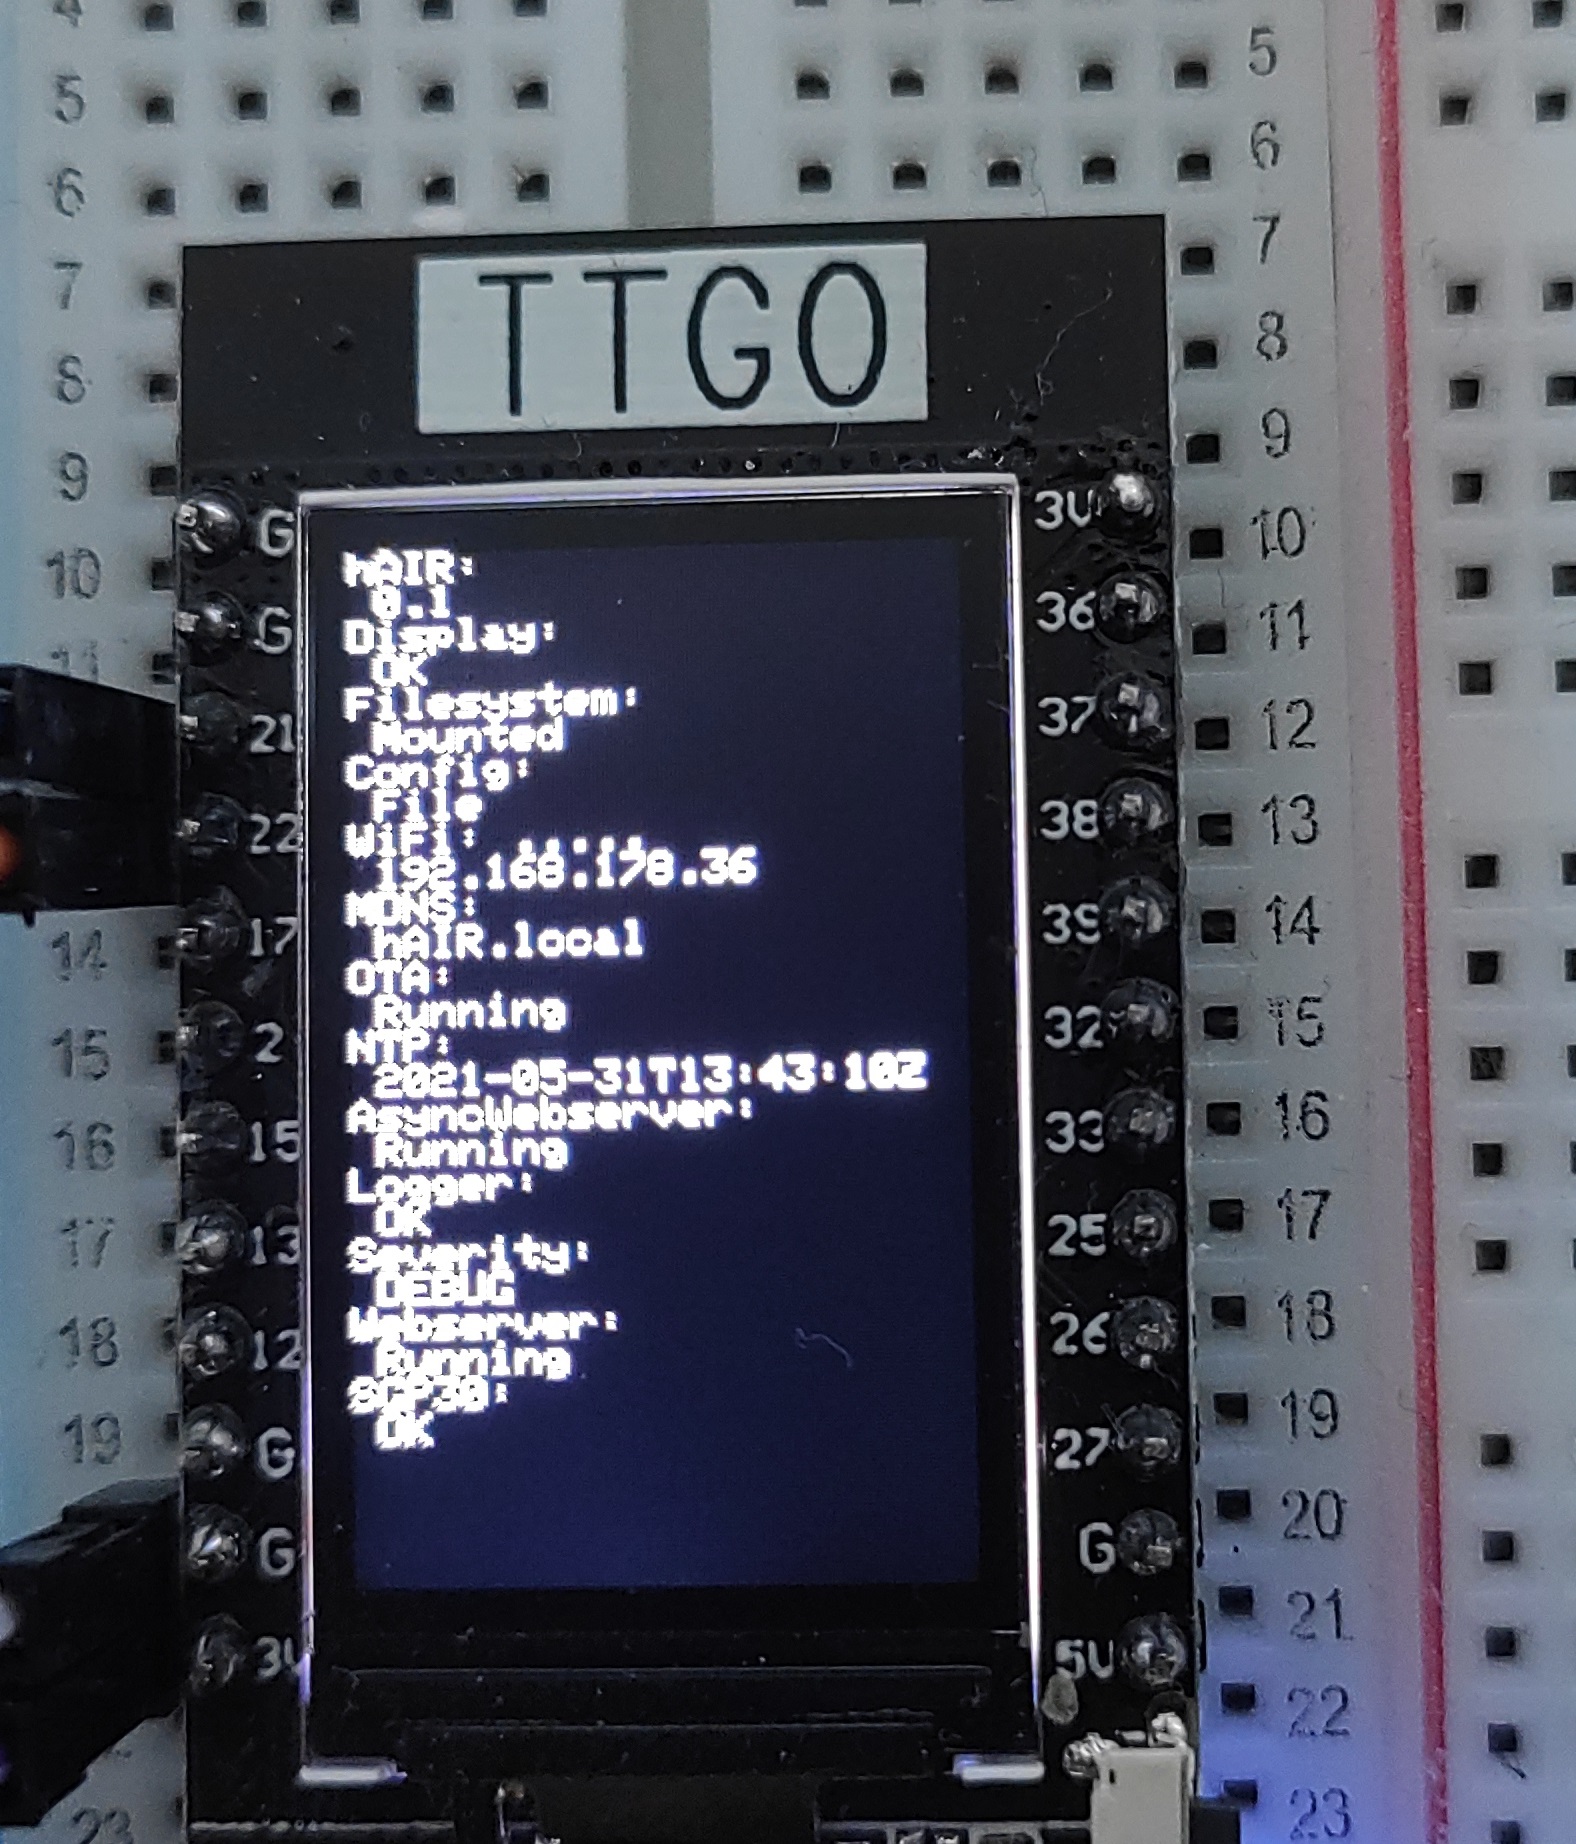 4
5
5
6
6
7
7
8
8
9
9
10
10
11
11
12
13
14
14
15
15
16
16
17
17
18
18
19
19
20
21
22
23
23
TTGO
G
G
21
22
17
2
15
13
12
G
G
3V
3V
36
37
38
39
32
33
25
26
27
G
5V
hAIR:
0.1
Display:
OK
Filesystem:
Mounted
Config:
File
WiFi: ......
192.168.178.36
MDNS:
hAIR.local
OTA:
Running
NTP:
2021-05-31T13:43:10Z
AsyncWebserver:
Running
Logger:
OK
Severity:
DEBUG
Webserver:
Running
SGP30:
OK